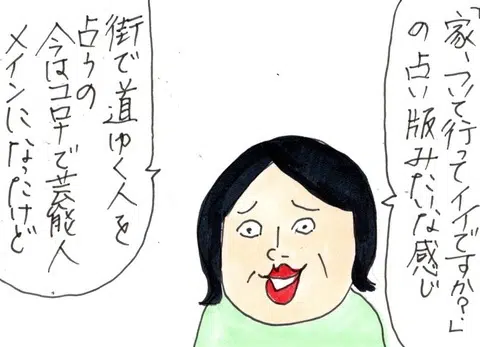 「家、ついて行ってイイですか?」
の占い版みたいな感じ
街で道ゆく人を
占うの
今はコロナで芸能人
メインになったけど